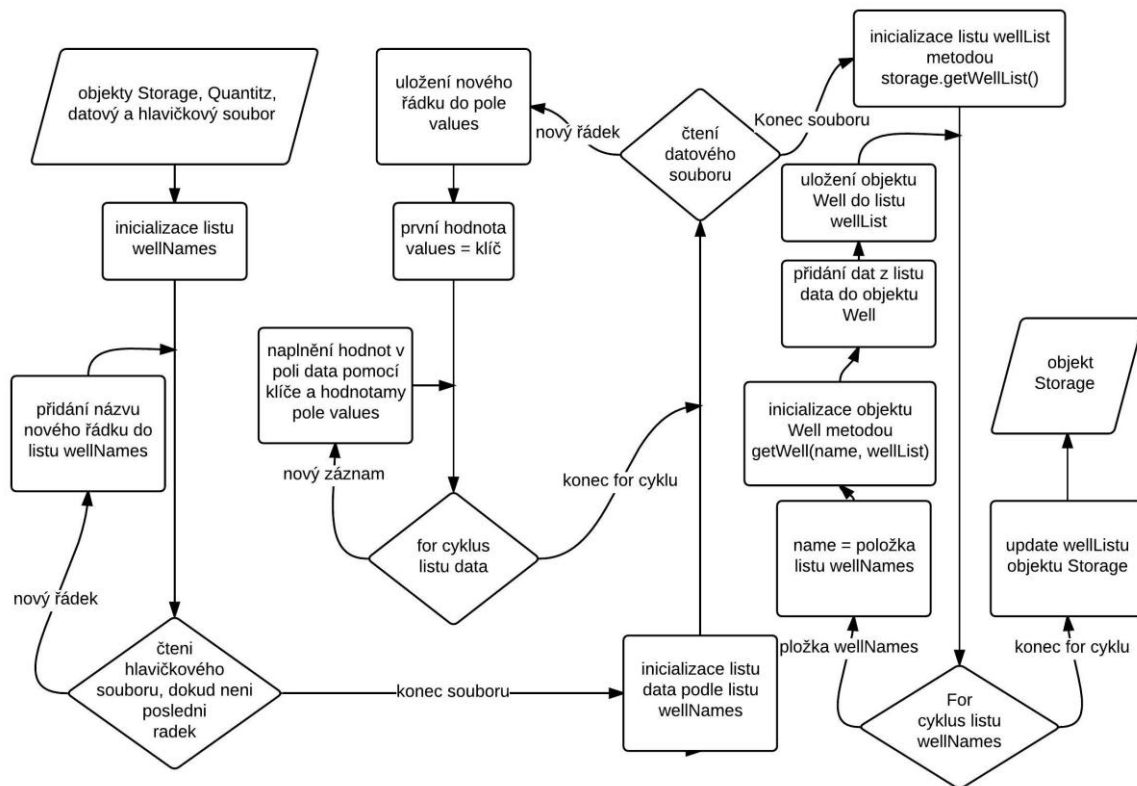 objekty Storage, Quantitz,
datový a hlavičkový soubor
inicializace listu
wellNames
přidání názvu
nového řádku do
listu wellNames
nový řádek
čteni
hlavičkového
souboru, dokud neni
posledni
radek
konec souboru
inicializace listu
data podle listu
wellNames
čtení
datového
souboru
nový řádek
uložení nového
řádku do pole
values
první hodnota
values = klíč
naplnění hodnot v
poli data pomocí
klíče a hodnotamy
pole values
nový záznam
for cyklus
listu data
konec for cyklu
Konec souboru
inicializace listu wellList
metodou
storage.getWellList()
uložení objektu
Well do listu
wellList
přidání dat z listu
data do objektu
Well
inicializace objektu
Well metodou
getWell(name, wellList)
name = položka
listu wellNames
pložka wellNames
For
cyklus listu
wellNames
konec for cyklu
update wellListu
objektu Storage
objekt
Storage